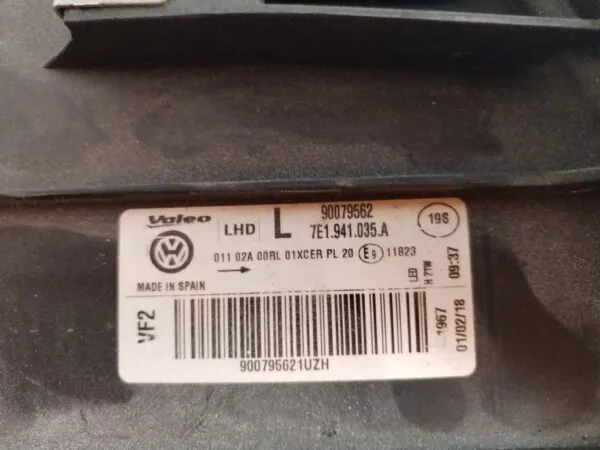 Valeo
LHD
L
90079562
7E1.941.035.A
19S
011 02A 00RL 01XCER PL 20 E9 11823
MADE IN SPAIN
VF2
900795621UZH
LED
H 21W
1967
09:37
01/02/18